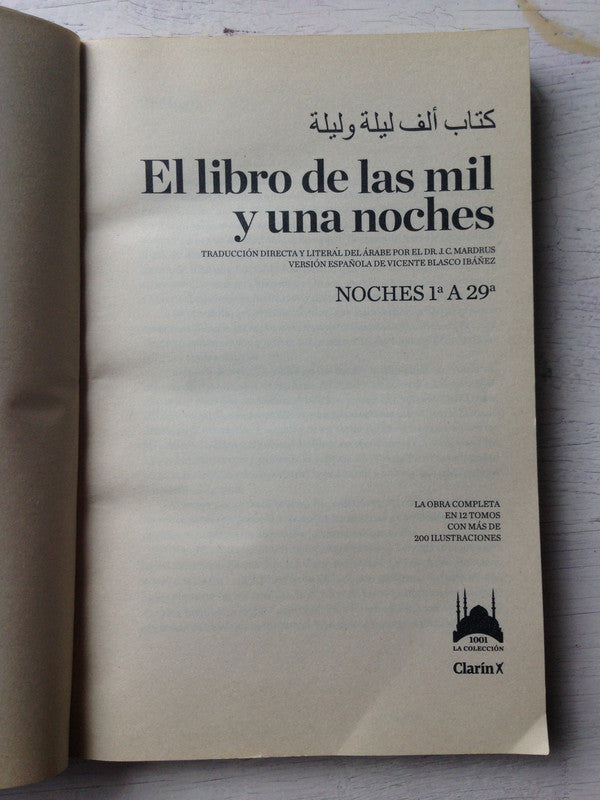 كتاب ألف ليلة وليلة
El libro de las mil
y una noches
TRADUCCIÓN DIRECTA Y LITERAL DEL ÁRABE POR EL DR. J. C. MARDRUS
VERSIÓN ESPAÑOLA DE VICENTE BLASCO IBÁÑEZ
NOCHES 1ª A 29ª
LA OBRA COMPLETA
EN 12 TOMOS
CON MÁS DE
200 ILUSTRACIONES
1001
LA COLECCIÓN
Clarín